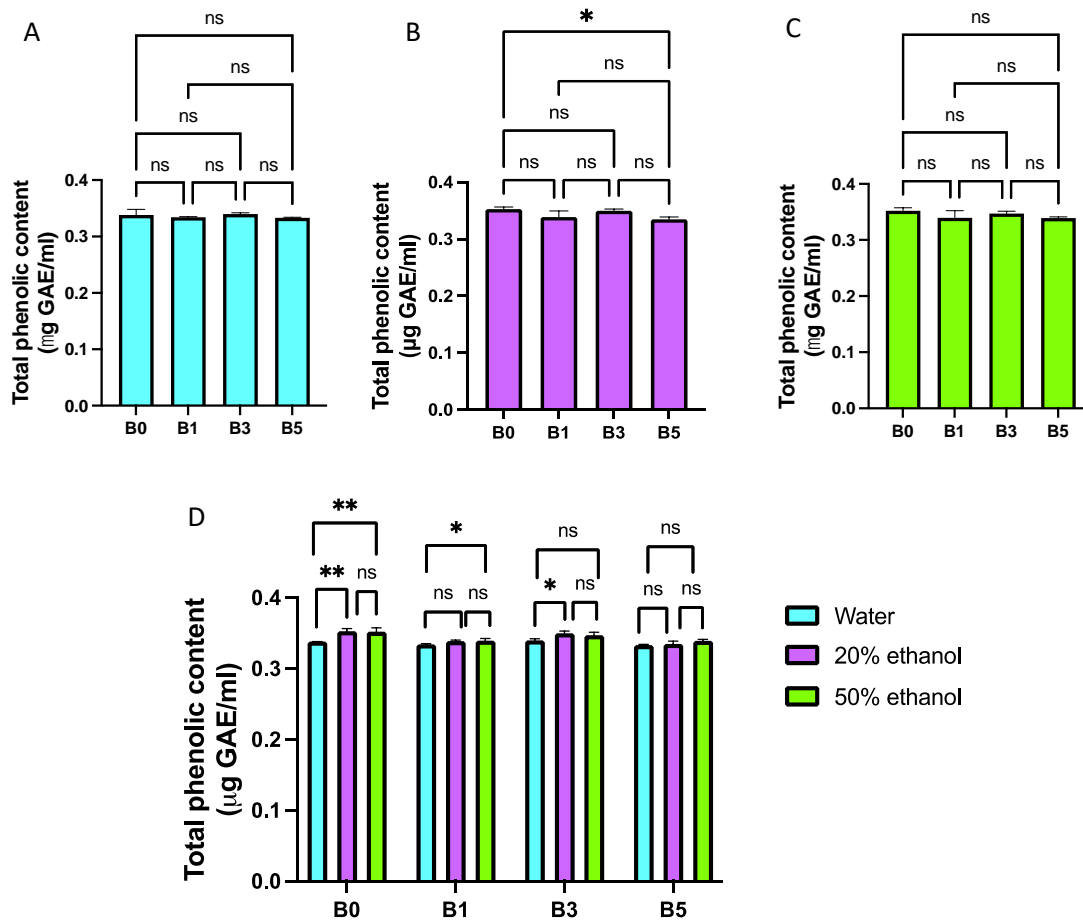 A
ns
ns
ns
ns ns ns
Total phenolic content
(mg GAE/ml)
0.4
0.3
0.2
0.1
0.0
B0 B1 B3 B5
B
*
ns
ns
ns ns ns
Total phenolic content
(µg GAE/ml)
0.4
0.3
0.2
0.1
0.0
B0 B1 B3 B5
C
ns
ns
ns
ns ns ns
Total phenolic content
(mg GAE/ml)
0.4
0.3
0.2
0.1
0.0
B0 B1 B3 B5
D
** * ns ns
** ns ns ns * ns ns ns
Total phenolic content
(µg GAE/ml)
0.4
0.3
0.2
0.1
0.0
B0 B1 B3 B5
Water
20% ethanol
50% ethanol